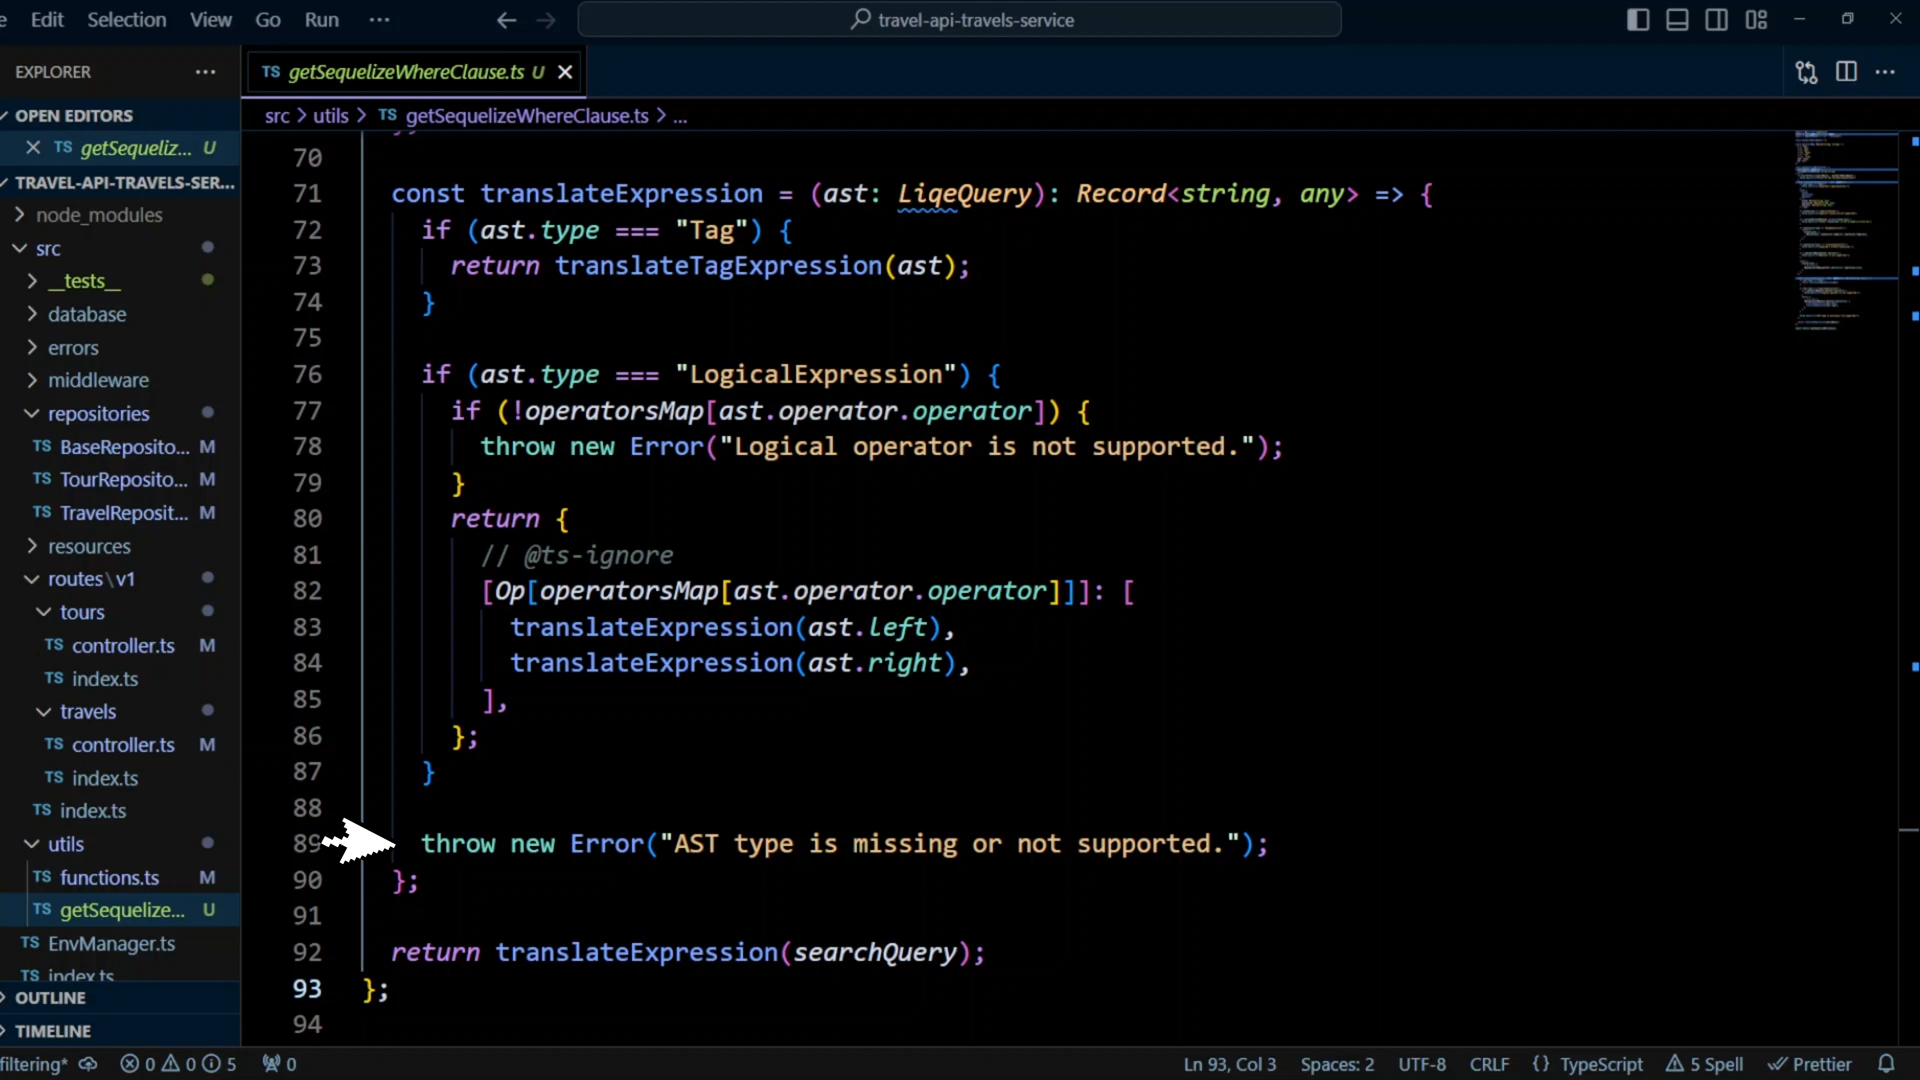 Edit Selection View Go Run ... travel-api-travels-service
EXPLORER ...
TS getSequelizeWhereClause.ts U
OPEN EDITORS
TS getSequeliz... U
TRAVEL-API-TRAVELS-SER...
node_modules
src
__tests__
database
errors
middleware
repositories
TS BaseReposito... M
TS TourReposito... M
TS TravelReposit... M
resources
routes\v1
tours
TS controller.ts M
TS index.ts
travels
TS controller.ts M
TS index.ts
TS index.ts
utils
TS functions.ts M
TS getSequelize... U
TS EnvManager.ts
TS index.ts
OUTLINE
TIMELINE
src > utils > TS getSequelizeWhereClause.ts > ...
70
71 const translateExpression = (ast: LiqeQuery): Record<string, any> => {
72 if (ast.type === "Tag") {
73 return translateTagExpression(ast);
74 }
75
76 if (ast.type === "LogicalExpression") {
77 if (!operatorsMap[ast.operator.operator]) {
78 throw new Error("Logical operator is not supported.");
79 }
80 return {
81 // @ts-ignore
82 [Op[operatorsMap[ast.operator.operator]]]: [
83 translateExpression(ast.left),
84 translateExpression(ast.right),
85 ],
86 };
87 }
88
89 throw new Error("AST type is missing or not supported.");
90 };
91
92 return translateExpression(searchQuery);
93 };
94
filtering* 0 0 5 0 Ln 93, Col 3 Spaces: 2 UTF-8 CRLF {} TypeScript 5 Spell Prettier